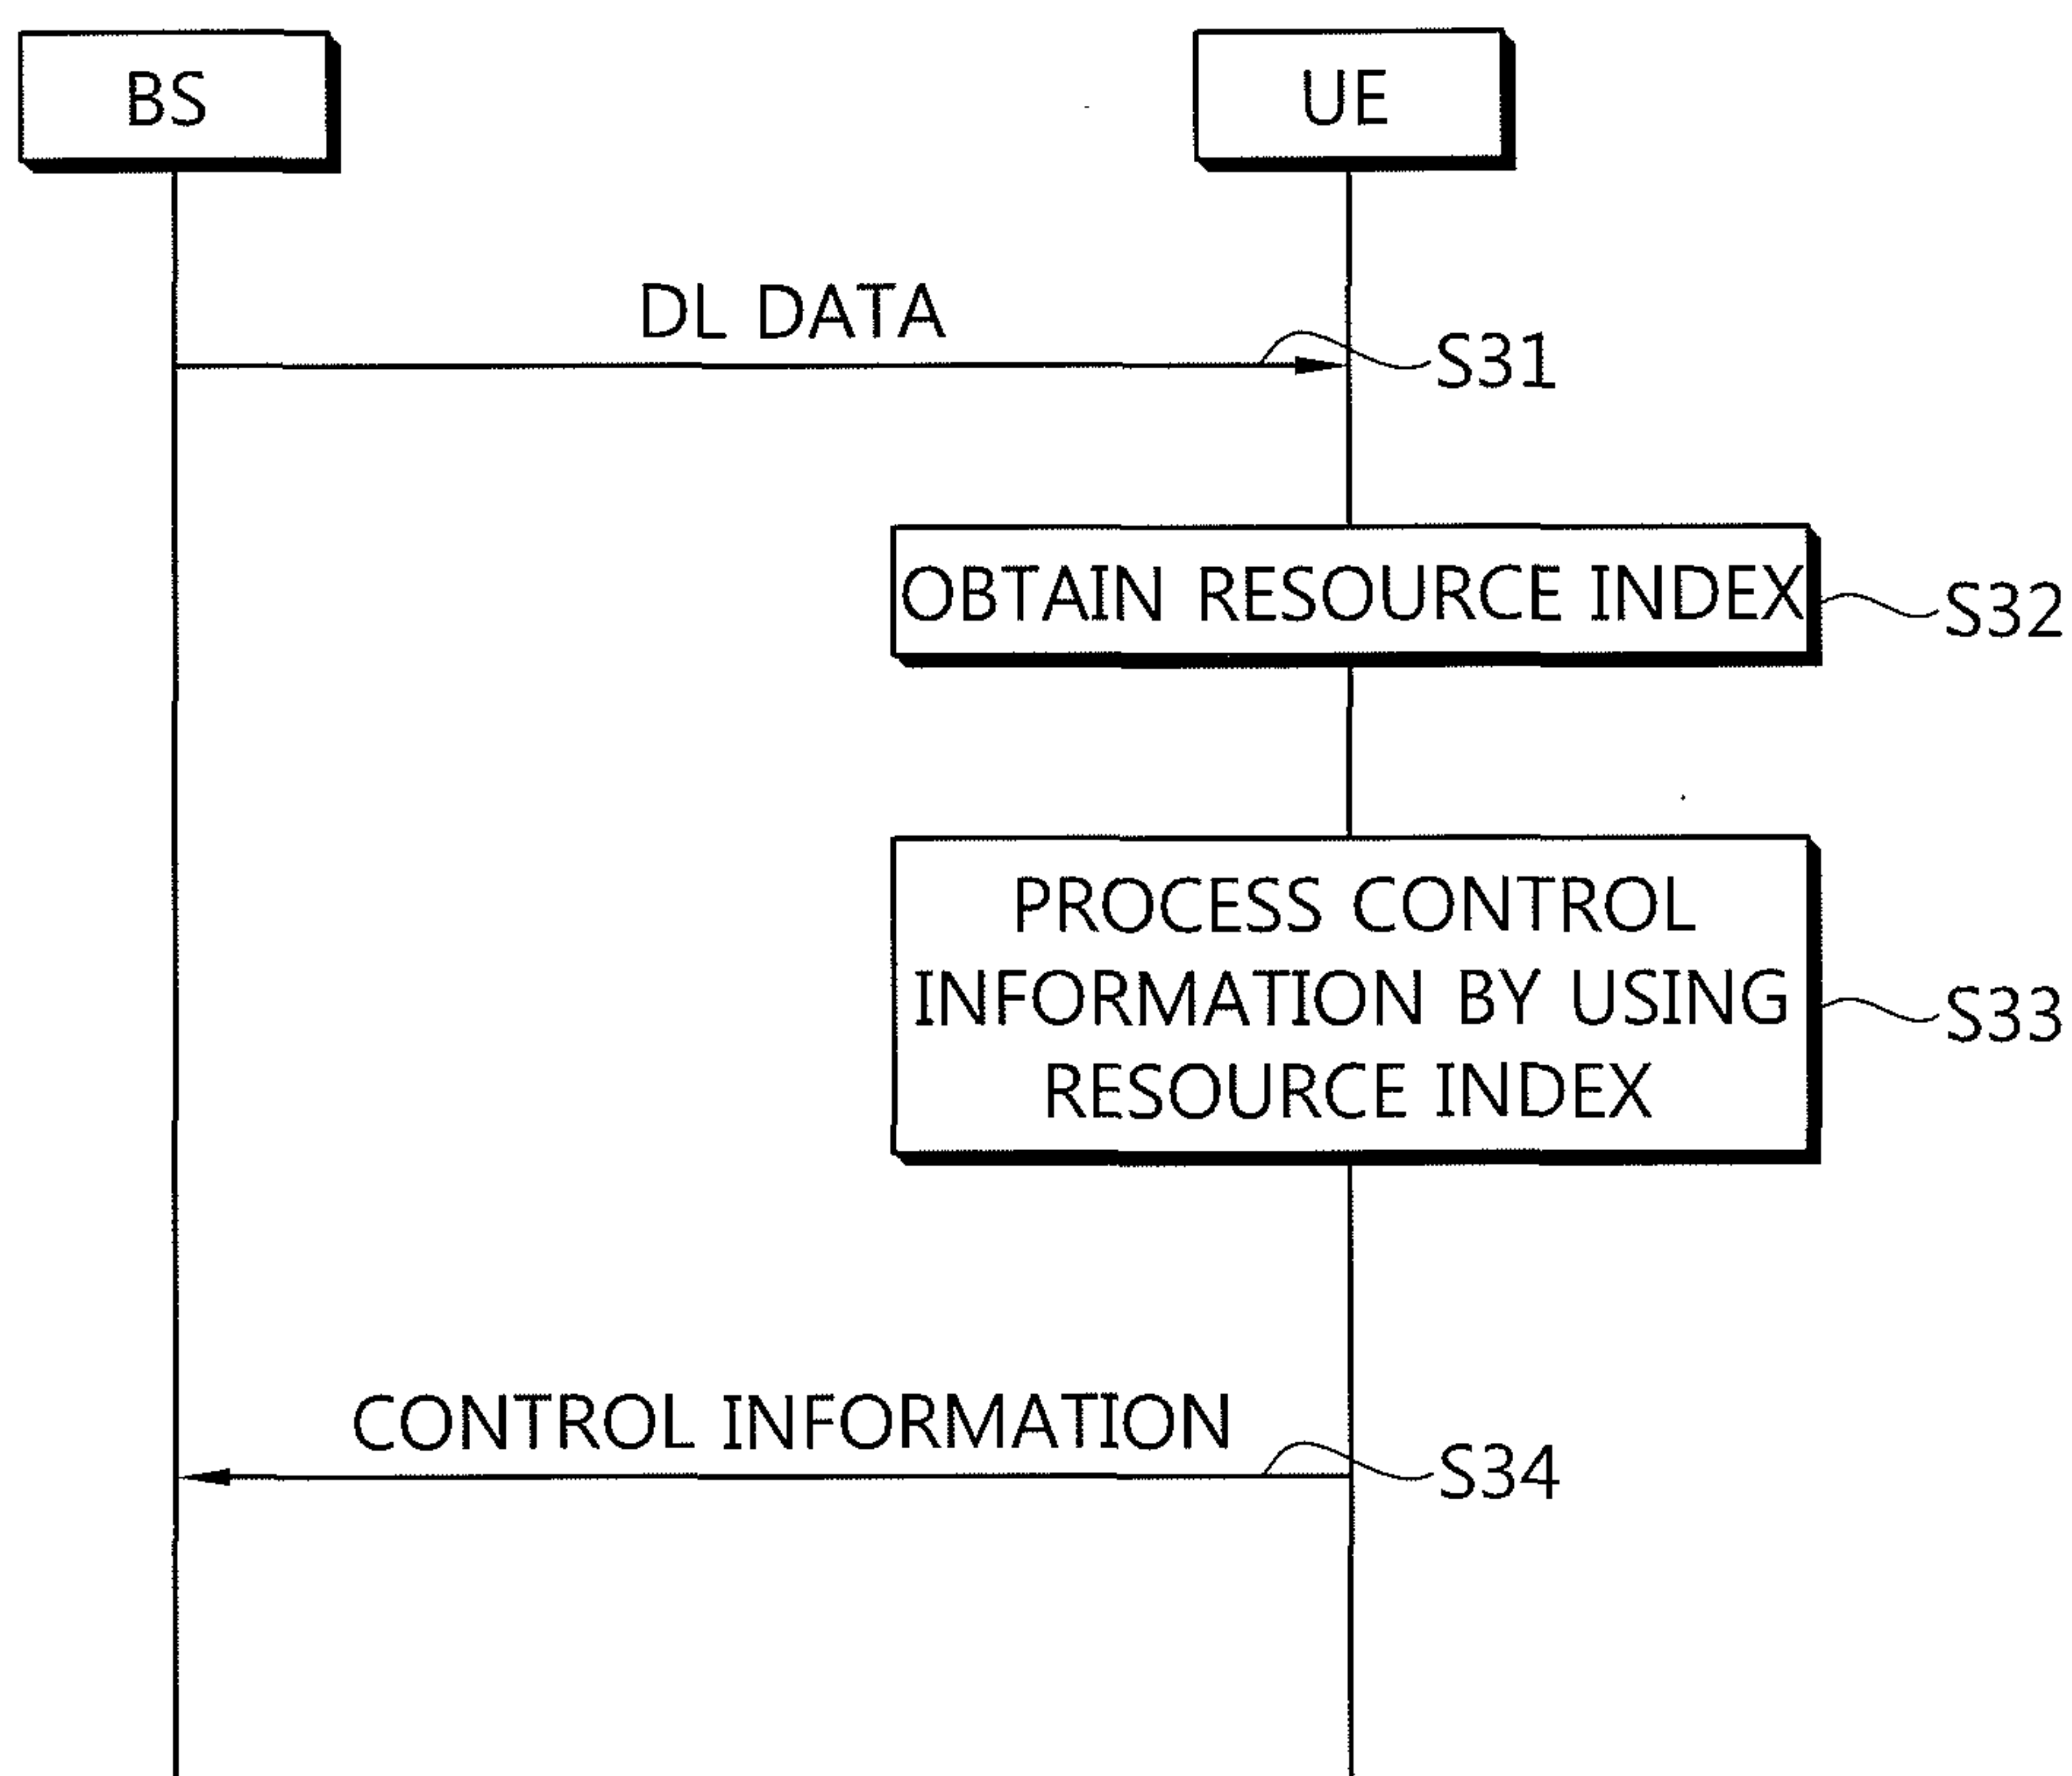 BS
UE
DL DATA
S31
OBTAIN RESOURCE INDEX
S32
PROCESS CONTROL
INFORMATION BY USING
RESOURCE INDEX
S33
CONTROL INFORMATION
S34